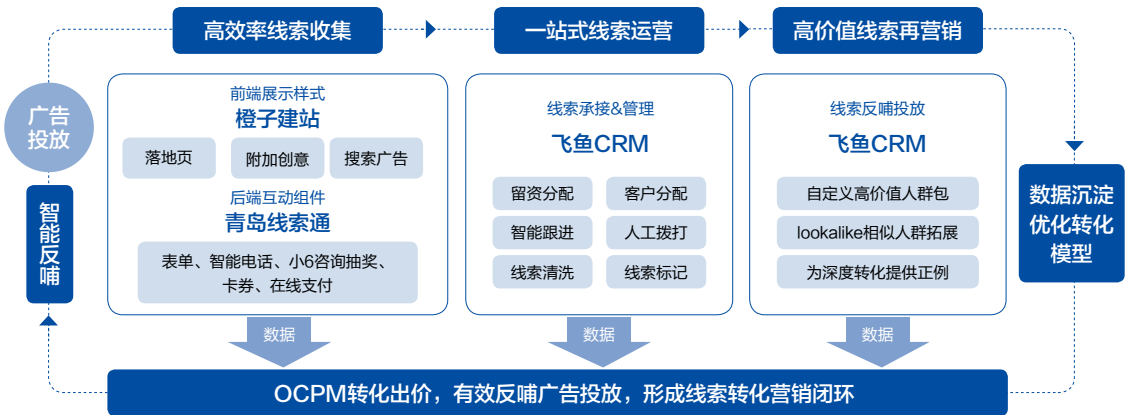 高效率线索收集
一站式线索运营
高价值线索再营销
广告
投放
智能反哺
前端展示样式
橙子建站
落地页
附加创意
搜索广告
后端互动组件
青岛线索通
表单、智能电话、小6咨询抽奖、
卡券、在线支付
线索承接&管理
飞鱼CRM
留资分配
客户分配
智能跟进
人工拨打
线索清洗
线索标记
线索反哺投放
飞鱼CRM
自定义高价值人群包
lookalike相似人群拓展
为深度转化提供正例
数据沉淀
优化转化
模型
数据
数据
数据
OCPM转化出价，有效反哺广告投放，形成线索转化营销闭环